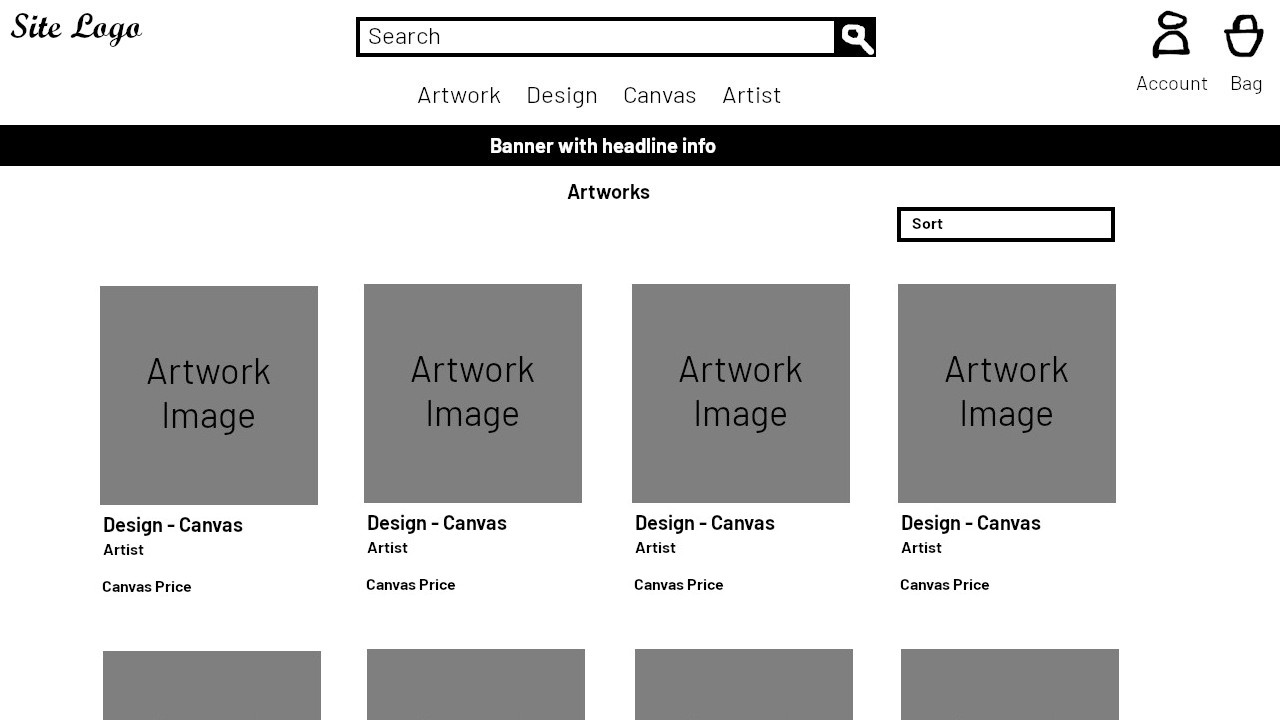 Site Logo
Search
Account
Bag
Artwork
Design
Canvas
Artist
Banner with headline info
Artworks
Sort
Artwork
Image
Artwork
Image
Artwork
Image
Artwork
Image
Design - Canvas
Artist
Canvas Price
Design - Canvas
Artist
Canvas Price
Design - Canvas
Artist
Canvas Price
Design - Canvas
Artist
Canvas Price